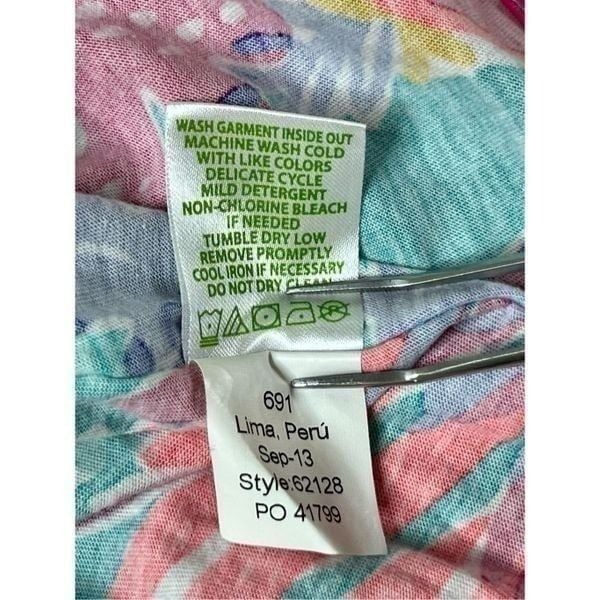 WASH GARMENT INSIDE OUT
MACHINE WASH COLD
WITH LIKE COLORS
DELICATE CYCLE
MILD DETERGENT
NON-CHLORINE BLEACH
IF NEEDED
TUMBLE DRY LOW
REMOVE PROMPTLY
COOL IRON IF NECESSARY
DO NOT DRY CLEAN
691
Lima, Perú
Sep-13
Style:62128
PO 41799